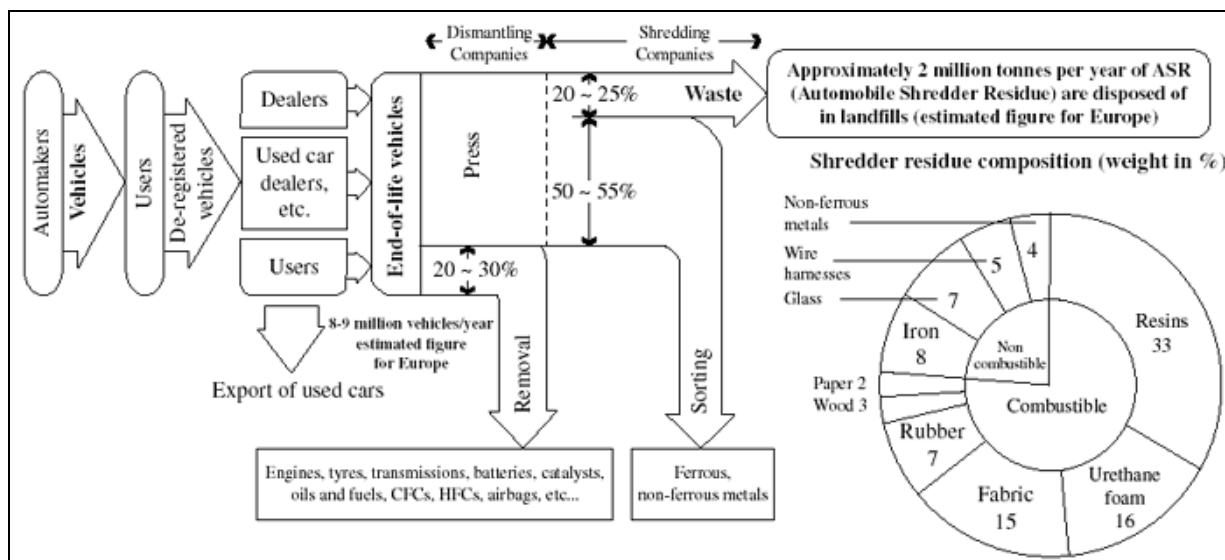 Automakers
Vehicles
Users
De-registered
vehicles
Dealers
Used car
dealers,
etc.
Users
End-of-life vehicles
8-9 million vehicles/year
estimated figure
for Europe
Export of used cars
Dismantling
Companies
Shredding
Companies
Press
20 ~ 25%
Waste
50 ~ 55%
20 ~ 30%
Removal
Sorting
Engines, tyres, transmissions, batteries, catalysts,
oils and fuels, CFCs, HFCs, airbags, etc...
Ferrous,
non-ferrous metals
Approximately 2 million tonnes per year of ASR
(Automobile Shredder Residue) are disposed of
in landfills (estimated figure for Europe)
Shredder residue composition (weight in %)
Non-ferrous
metals
4
Wire
harnesses
5
Glass
7
Iron
8
Paper 2
Wood 3
Rubber
7
Fabric
15
Urethane
foam
16
Resins
33
Non
combustible
Combustible